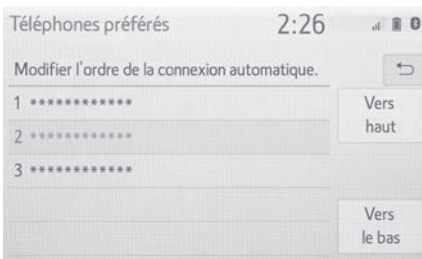 Téléphones préférés 2:26
Modifier l'ordre de la connexion automatique.
1 ************
2 ************
3 ************
Vers
haut
Vers
le bas